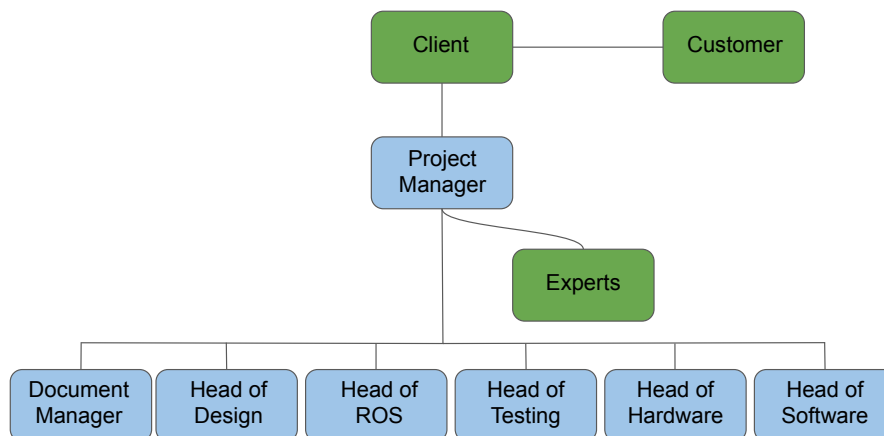 Client
Customer
Project
Manager
Experts
Document
Manager
Head of
Design
Head of
ROS
Head of
Testing
Head of
Hardware
Head of
Software